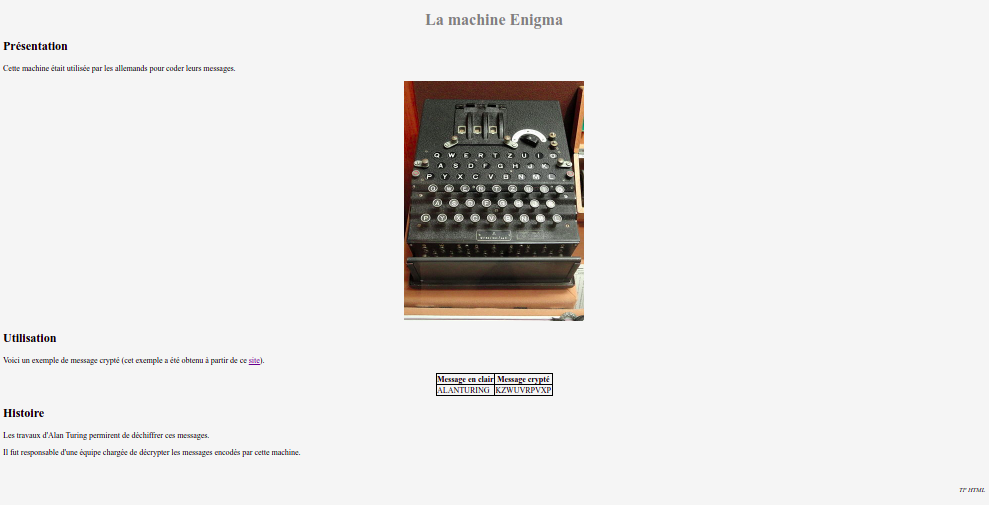 La machine Enigma
Présentation
Cette machine était utilisée par les allemands pour coder leurs messages.
Q W E R T Z U I O
A S D F G H J K
P Y X C V B N M L
Q W E R T Z U
A S D F G
P Y X C V B N
Utilisation
Voici un exemple de message crypté (cet exemple a été obtenu à partir de ce site).
Message en clair Message crypté
ALANTURING KZWUVRPVXP
Histoire
Les travaux d'Alan Turing permirent de déchiffrer ces messages.
Il fut responsable d'une équipe chargée de décrypter les messages encodés par cette machine.
TP HTML